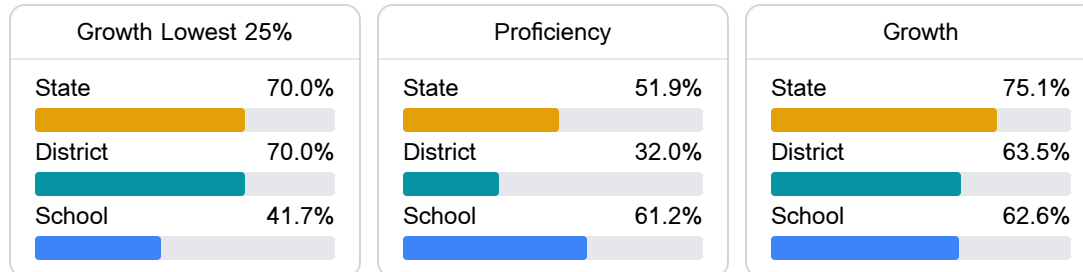 Growth Lowest 25%
State 70.0%
District 70.0%
School 41.7%
Proficiency
State 51.9%
District 32.0%
School 61.2%
Growth
State 75.1%
District 63.5%
School 62.6%